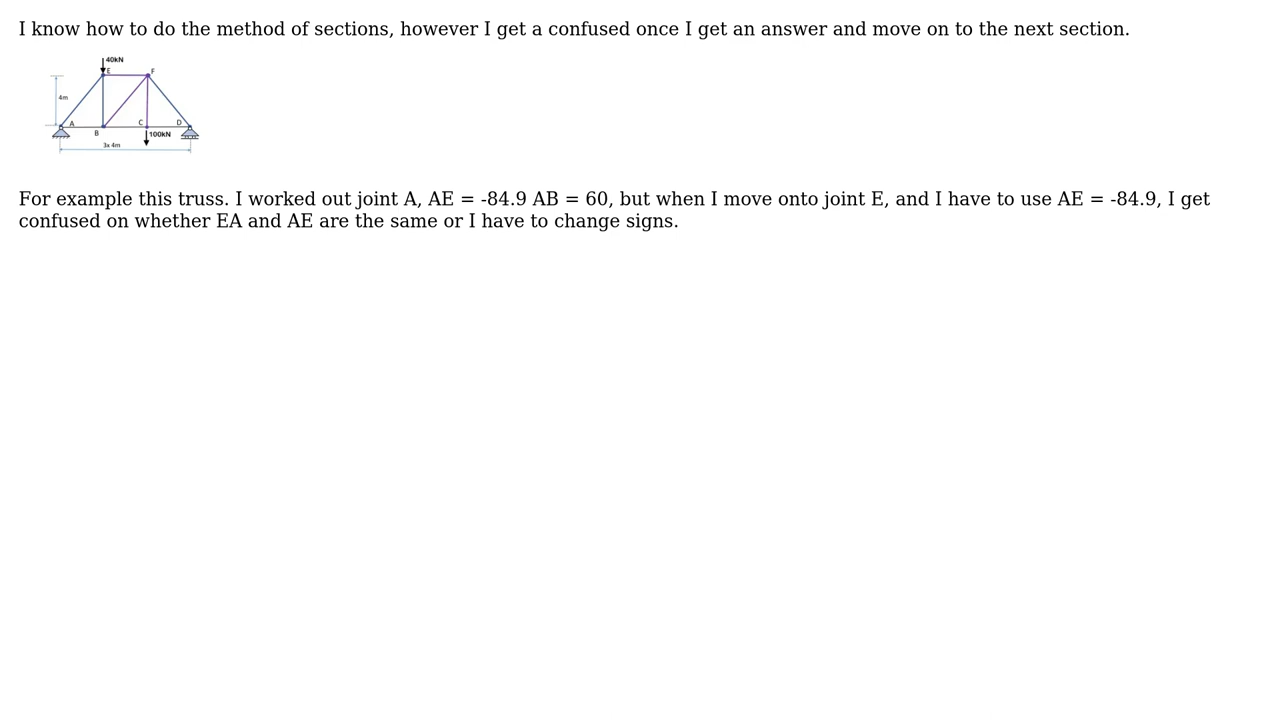 I know how to do the method of sections, however I get a confused once I get an answer and move on to the next section.
40kN
E
F
4m
A
C
D
B
100kN
3x 4m
For example this truss. I worked out joint A, AE = -84.9 AB = 60, but when I move onto joint E, and I have to use AE = -84.9, I get
confused on whether EA and AE are the same or I have to change signs.